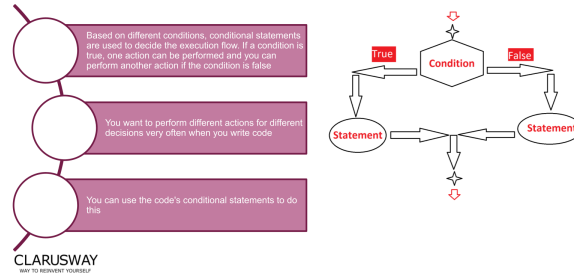 Based on different conditions, conditional statements
are used to decide the execution flow. If a condition is
true, one action can be performed and you can
perform another action if the condition is false
You want to perform different actions for different
decisions very often when you write code
You can use the code's conditional statements to do
this
True
Condition
False
Statement
Statement
CLARUSWAY
WAY TO REINVENT YOURSELF